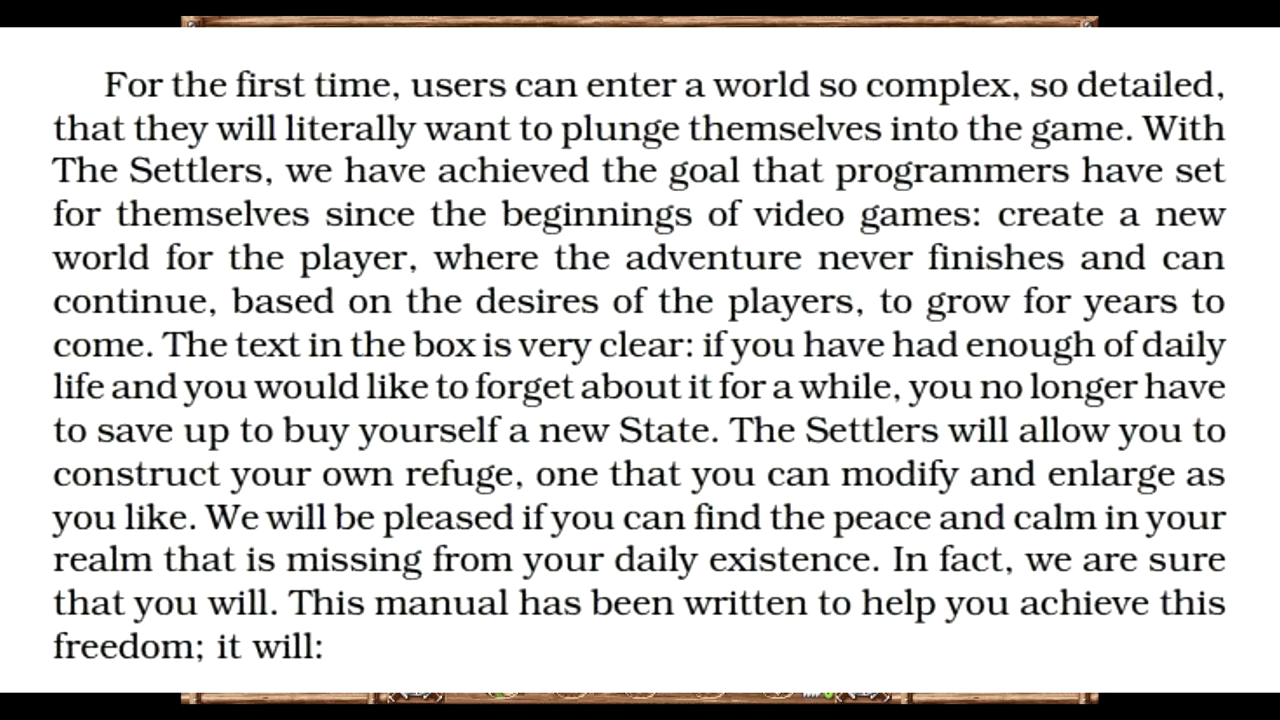 For the first time, users can enter a world so complex, so detailed,
that they will literally want to plunge themselves into the game. With
The Settlers, we have achieved the goal that programmers have set
for themselves since the beginnings of video games: create a new
world for the player, where the adventure never finishes and can
continue, based on the desires of the players, to grow for years to
come. The text in the box is very clear: if you have had enough of daily
life and you would like to forget about it for a while, you no longer have
to save up to buy yourself a new State. The Settlers will allow you to
construct your own refuge, one that you can modify and enlarge as
you like. We will be pleased if you can find the peace and calm in your
realm that is missing from your daily existence. In fact, we are sure
that you will. This manual has been written to help you achieve this
freedom; it will: